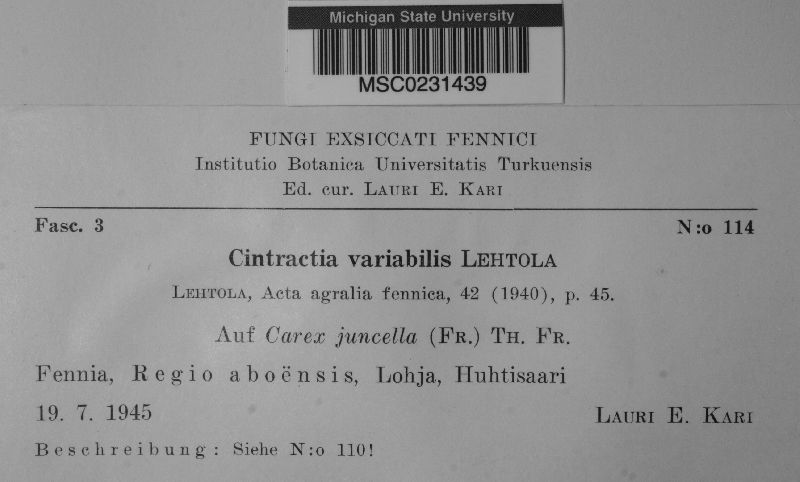 Michigan State University
MSC0231439
FUNGI EXSICCATI FENNICI
Institutio Botanica Universitatis Turkuensis
Ed. cur. LAURI E. KARI
Fasc. 3 N:o 114
Cintractia variabilis LEHTOLA
LEHTOLA, Acta agralia fennica, 42 (1940), p. 45.
Auf Carex juncella (FR.) TH. FR.
Fennia, Regio aboënsis, Lohja, Huhtisaari
19. 7. 1945 LAURI E. KARI
Beschreibung: Siehe N:o 110!